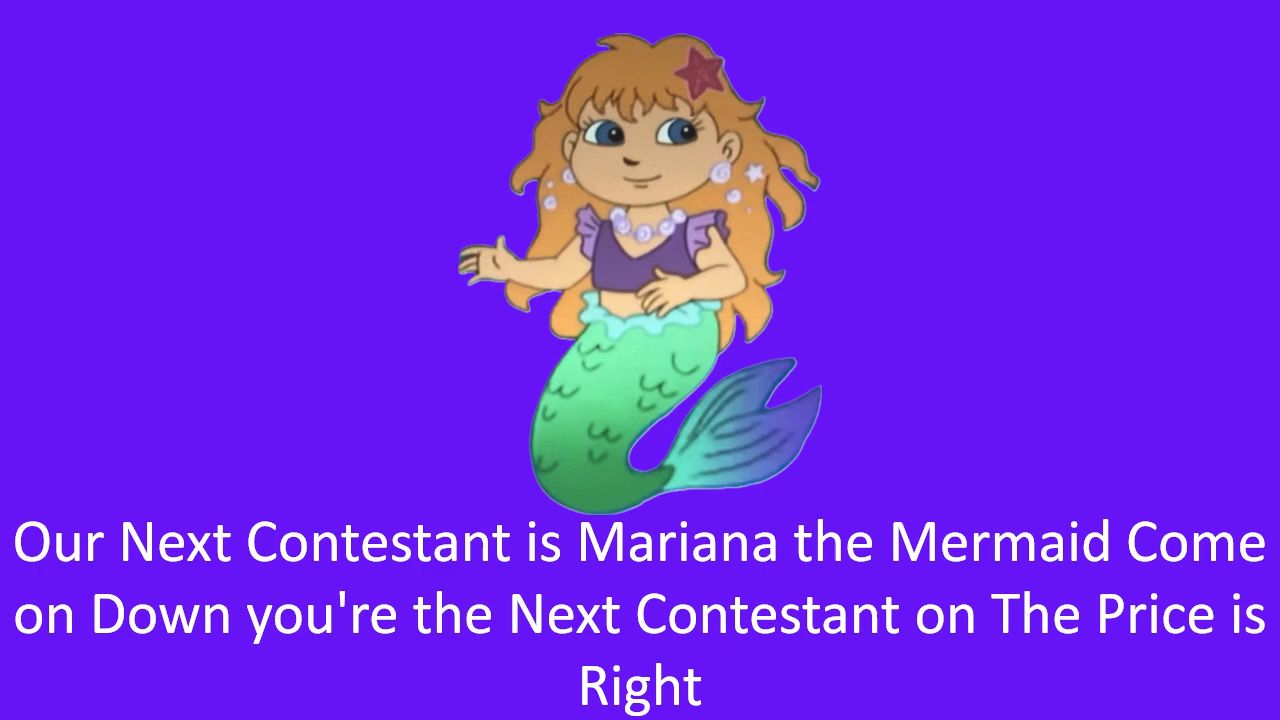 Our Next Contestant is Mariana the Mermaid Come
on Down you're the Next Contestant on The Price is
Right